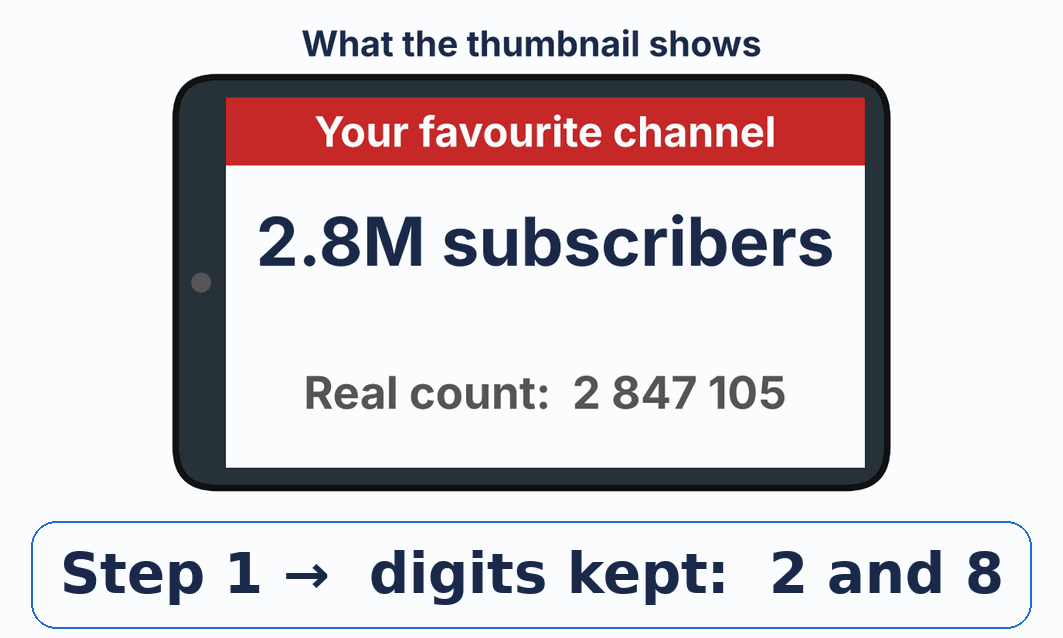 What the thumbnail shows
Your favourite channel
2.8M subscribers
Real count: 2 847 105
Step 1 → digits kept: 2 and 8